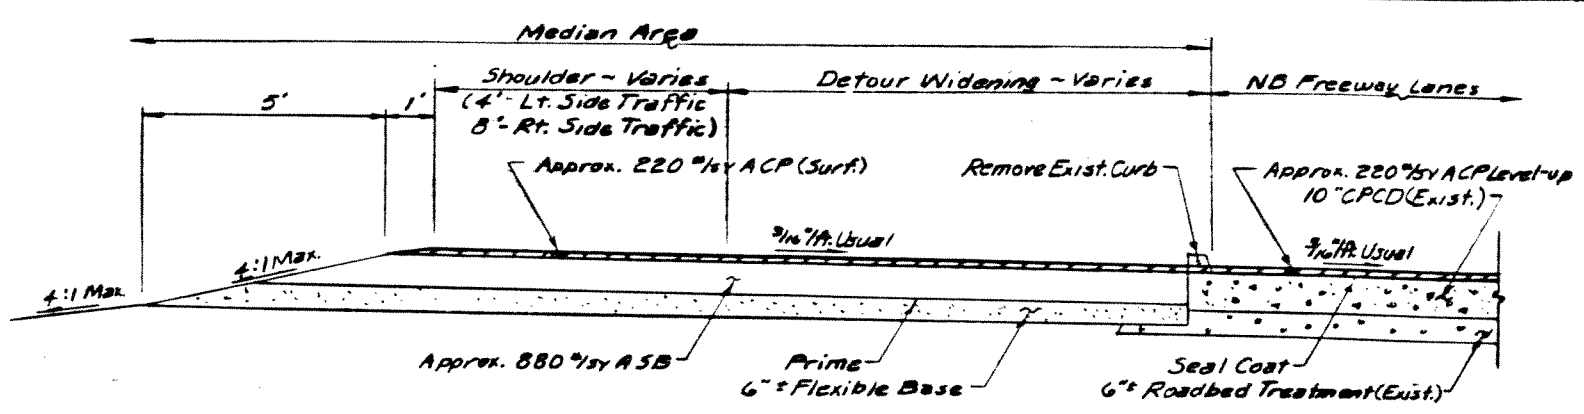 Median Area
Shoulder ~ Varies
(4'- Lt. Side Traffic
8'- Rt. Side Traffic)
Detour Widening ~ Varies
NB Freeway Lanes
5'
1'
Approx. 220 #/SY ACP (Surf.)
Remove Exist. Curb
Approx. 220 #/SY ACP Level-up
10" CPCD (Exist.)
3/16"/Ft. Usual
3/16"/Ft. Usual
4:1 Max.
4:1 Max.
Approx. 880 #/SY ASB
Prime
6" ± Flexible Base
Seal Coat
6" ± Roadbed Treatment (Exist.)